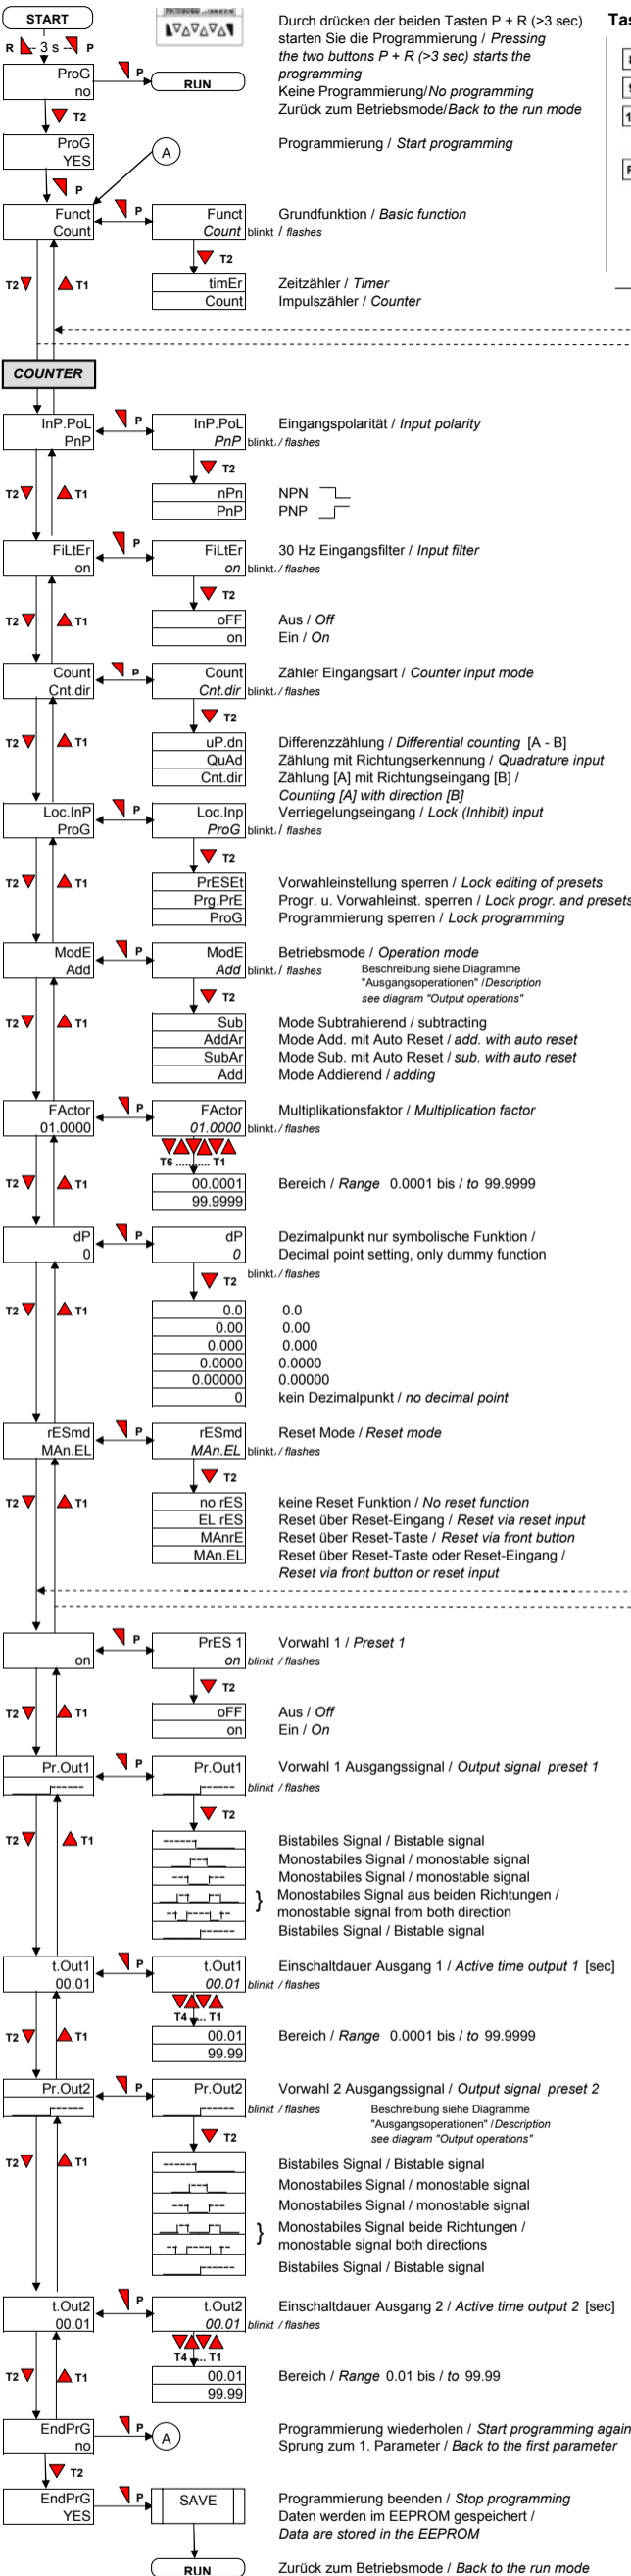 START
R 3 s P
Durch drücken der beiden Tasten P + R (>3 sec)
starten Sie die Programmierung / Pressing
the two buttons P + R (>3 sec) starts the
programming
Keine Programmierung/No programming
Zurück zum Betriebsmode/Back to the run mode
ProG
no
P
RUN
T2
ProG
YES
A
Programmierung / Start programming
P
Funct
Count
P
Funct
Count blinkt / flashes
Grundfunktion / Basic function
T2
T2 T1
timEr Zeitzähler / Timer
Count Impulszähler / Counter
COUNTER
InP.PoL
PnP
P
InP.PoL
PnP blinkt / flashes
Eingangspolarität / Input polarity
T2
T2 T1
nPn NPN
PnP PNP
FiLtEr
on
P
FiLtEr
on blinkt / flashes
30 Hz Eingangsfilter / Input filter
T2
T2 T1
oFF Aus / Off
on Ein / On
Count
Cnt.dir
P
Count
Cnt.dir blinkt / flashes
Zähler Eingangsart / Counter input mode
T2
T2 T1
uP.dn Differenzzählung / Differential counting [A - B]
QuAd Zählung mit Richtungserkennung / Quadrature input
Cnt.dir Zählung [A] mit Richtungseingang [B] /
Counting [A] with direction [B]
Loc.InP
ProG
P
Loc.Inp
ProG blinkt / flashes
Verriegelungseingang / Lock (Inhibit) input
T2
T2 T1
PrESEt Vorwahleinstellung sperren / Lock editing of presets
Prg.PrE Progr. u. Vorwahleinst. sperren / Lock progr. and presets
ProG Programmierung sperren / Lock programming
ModE
Add
P
ModE
Add blinkt / flashes
Betriebsmode / Operation mode
Beschreibung siehe Diagramme
"Ausgangsoperationen" /Description
see diagram "Output operations"
T2
T2 T1
Sub Mode Subtrahierend / subtracting
AddAr Mode Add. mit Auto Reset / add. with auto reset
SubAr Mode Sub. mit Auto Reset / sub. with auto reset
Add Mode Addierend / adding
FActor
01.0000
P
FActor
01.0000 blinkt / flashes
Multiplikationsfaktor / Multiplication factor
T6 .......... T1
T2 T1
00.0001 Bereich / Range 0.0001 bis / to 99.9999
99.9999
dP
0
P
dP
0
blinkt / flashes
Dezimalpunkt nur symbolische Funktion /
Decimal point setting, only dummy function
T2
T2 T1
0.0 0.0
0.00 0.00
0.000 0.000
0.0000 0.0000
0.00000 0.00000
0 kein Dezimalpunkt / no decimal point
rESmd
MAn.EL
P
rESmd
MAn.EL blinkt / flashes
Reset Mode / Reset mode
T2
T2 T1
no rES keine Reset Funktion / No reset function
EL rES Reset über Reset-Eingang / Reset via reset input
MAnrE Reset über Reset-Taste / Reset via front button
MAn.EL Reset über Reset-Taste oder Reset-Eingang /
Reset via front button or reset input
on
P
PrES 1
on blinkt / flashes
Vorwahl 1 / Preset 1
T2
T2 T1
oFF Aus / Off
on Ein / On
Pr.Out1
P
Pr.Out1
blinkt / flashes
Vorwahl 1 Ausgangssignal / Output signal preset 1
T2
T2 T1
Bistabiles Signal / Bistable signal
Monostabiles Signal / monostable signal
Monostabiles Signal / monostable signal
} Monostabiles Signal aus beiden Richtungen /
monostable signal from both direction
Bistabiles Signal / Bistable signal
t.Out1
00.01
P
t.Out1
00.01 blinkt / flashes
Einschaltdauer Ausgang 1 / Active time output 1 [sec]
T4 ... T1
T2 T1
00.01 Bereich / Range 0.0001 bis / to 99.9999
99.99
Pr.Out2
P
Pr.Out2
blinkt / flashes
Vorwahl 2 Ausgangssignal / Output signal preset 2
Beschreibung siehe Diagramme
"Ausgangsoperationen" /Description
see diagram "Output operations"
T2
T2 T1
Bistabiles Signal / Bistable signal
Monostabiles Signal / monostable signal
Monostabiles Signal / monostable signal
} Monostabiles Signal beide Richtungen /
monostable signal both directions
Bistabiles Signal / Bistable signal
t.Out2
00.01
P
t.Out2
00.01 blinkt / flashes
Einschaltdauer Ausgang 2 / Active time output 2 [sec]
T4 ... T1
T2 T1
00.01 Bereich / Range 0.01 bis / to 99.99
99.99
EndPrG
no
P
A
Programmierung wiederholen / Start programming again
Sprung zum 1. Parameter / Back to the first parameter
T2
EndPrG
YES
P
SAVE
Programmierung beenden / Stop programming
Daten werden im EEPROM gespeichert /
Data are stored in the EEPROM
RUN
Zurück zum Betriebsmode / Back to the run mode